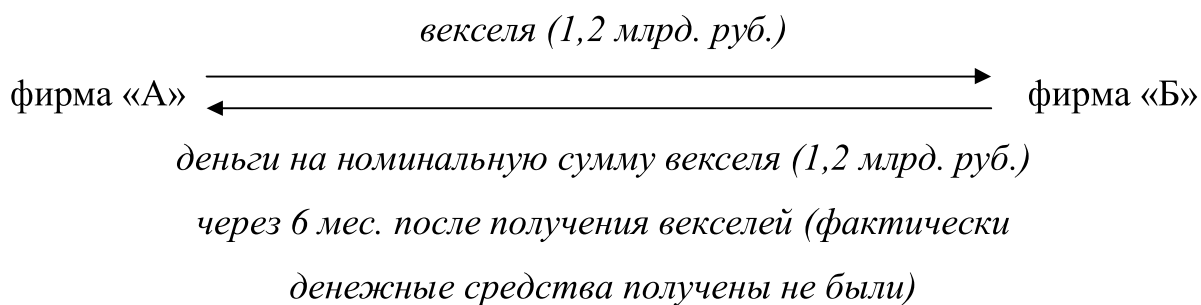 векселя (1,2 млрд. руб.)
фирма «А» фирма «Б»
деньги на номинальную сумму векселя (1,2 млрд. руб.)
через 6 мес. после получения векселей (фактически
денежные средства получены не были)